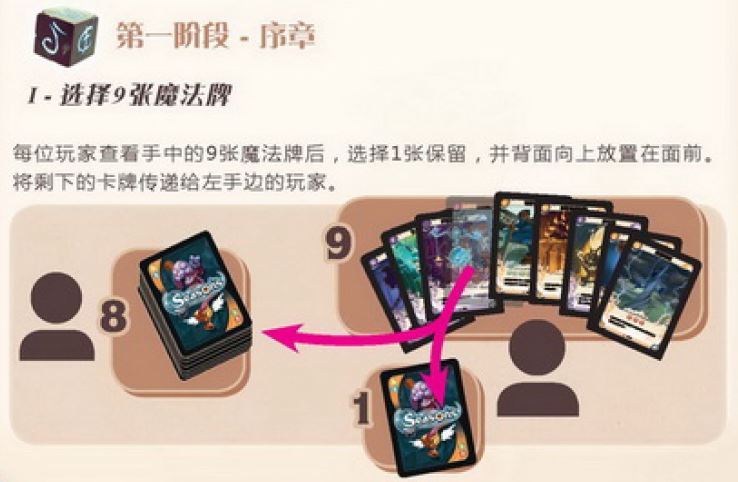 第一阶段 - 序章
I - 选择9张魔法牌
每位玩家查看手中的9张魔法牌后，选择1张保留，并背面向上放置在面前。
将剩下的卡牌传递给左手边的玩家。
9
8
Seasons
1
Seasons